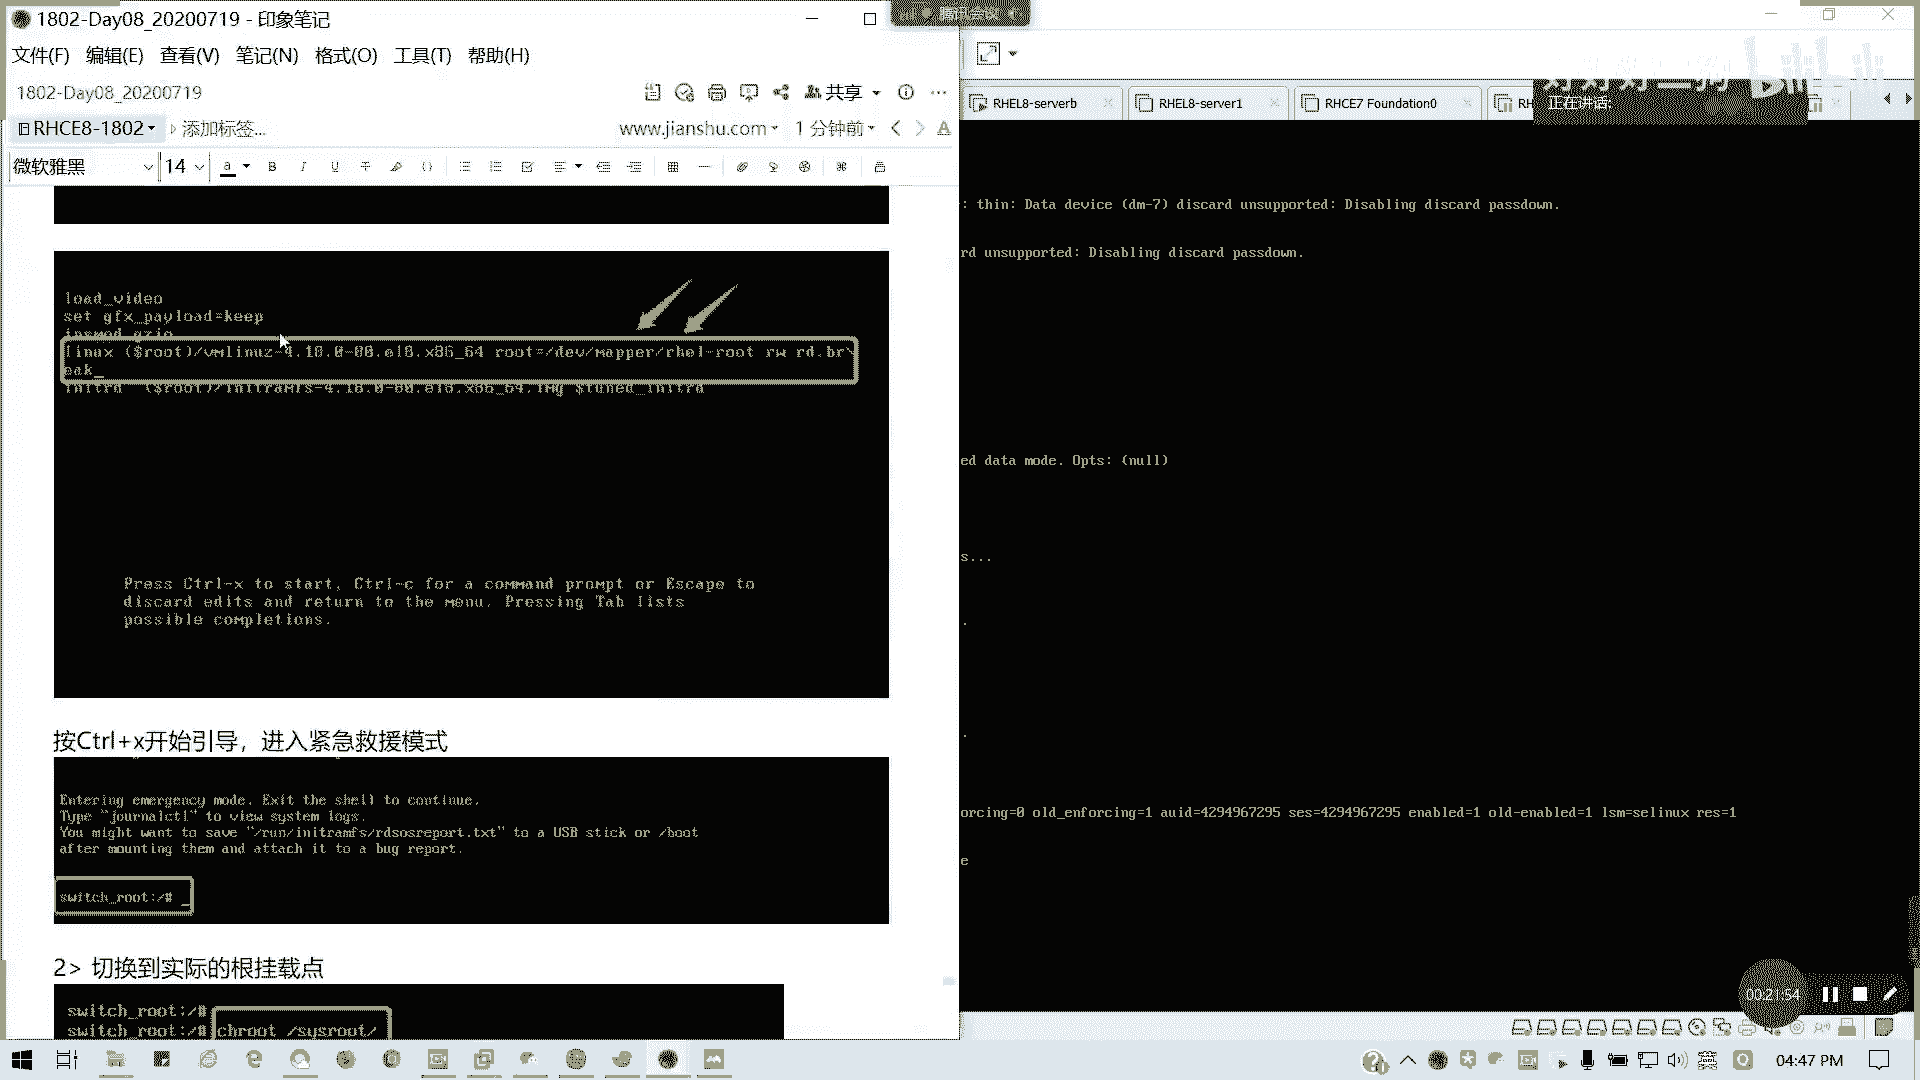 1802-Day08_20200719 - 印象笔记
文件(F) 编辑(E) 查看(V) 笔记(N) 格式(O) 工具(T) 帮助(H)
1802-Day08_20200719
共享
RHCE8-1802
添加标签...
www.jianshu.com
1 分钟前
微软雅黑
14
load_video
set gfx_payload=keep
insmod gzio
linux ($root)/vmlinuz-4.18.0-80.el8.x86_64 root=/dev/mapper/rhel-root rw rd.br\
eak_
initrd ($root)/initramfs-4.18.0-80.el8.x86_64.img $tuned_initrd
Press Ctrl-x to start, Ctrl-c for a command prompt or Escape to
discard edits and return to the menu. Pressing Tab lists
possible completions.
按Ctrl+x开始引导，进入紧急救援模式
Entering emergency mode. Exit the shell to continue.
Type "journalctl" to view system logs.
You might want to save "/run/initramfs/rdsosreport.txt" to a USB stick or /boot
after mounting them and attach it to a bug report.
switch_root:/# _
2> 切换到实际的根挂载点
switch_root:/#
switch_root:/# chroot /sysroot/
腾讯会议
RHEL8-serverb
RHEL8-server1
RHCE7 Foundation0
RH
正在讲话:
: thin: Data device (dm-7) discard unsupported: Disabling discard passdown.
rd unsupported: Disabling discard passdown.
ed data mode. Opts: (null)
s...
.
.
orcing=0 old_enforcing=1 auid=4294967295 ses=4294967295 enabled=1 old-enabled=1 lsm=selinux res=1
e
00:21:54
英
04:47 PM